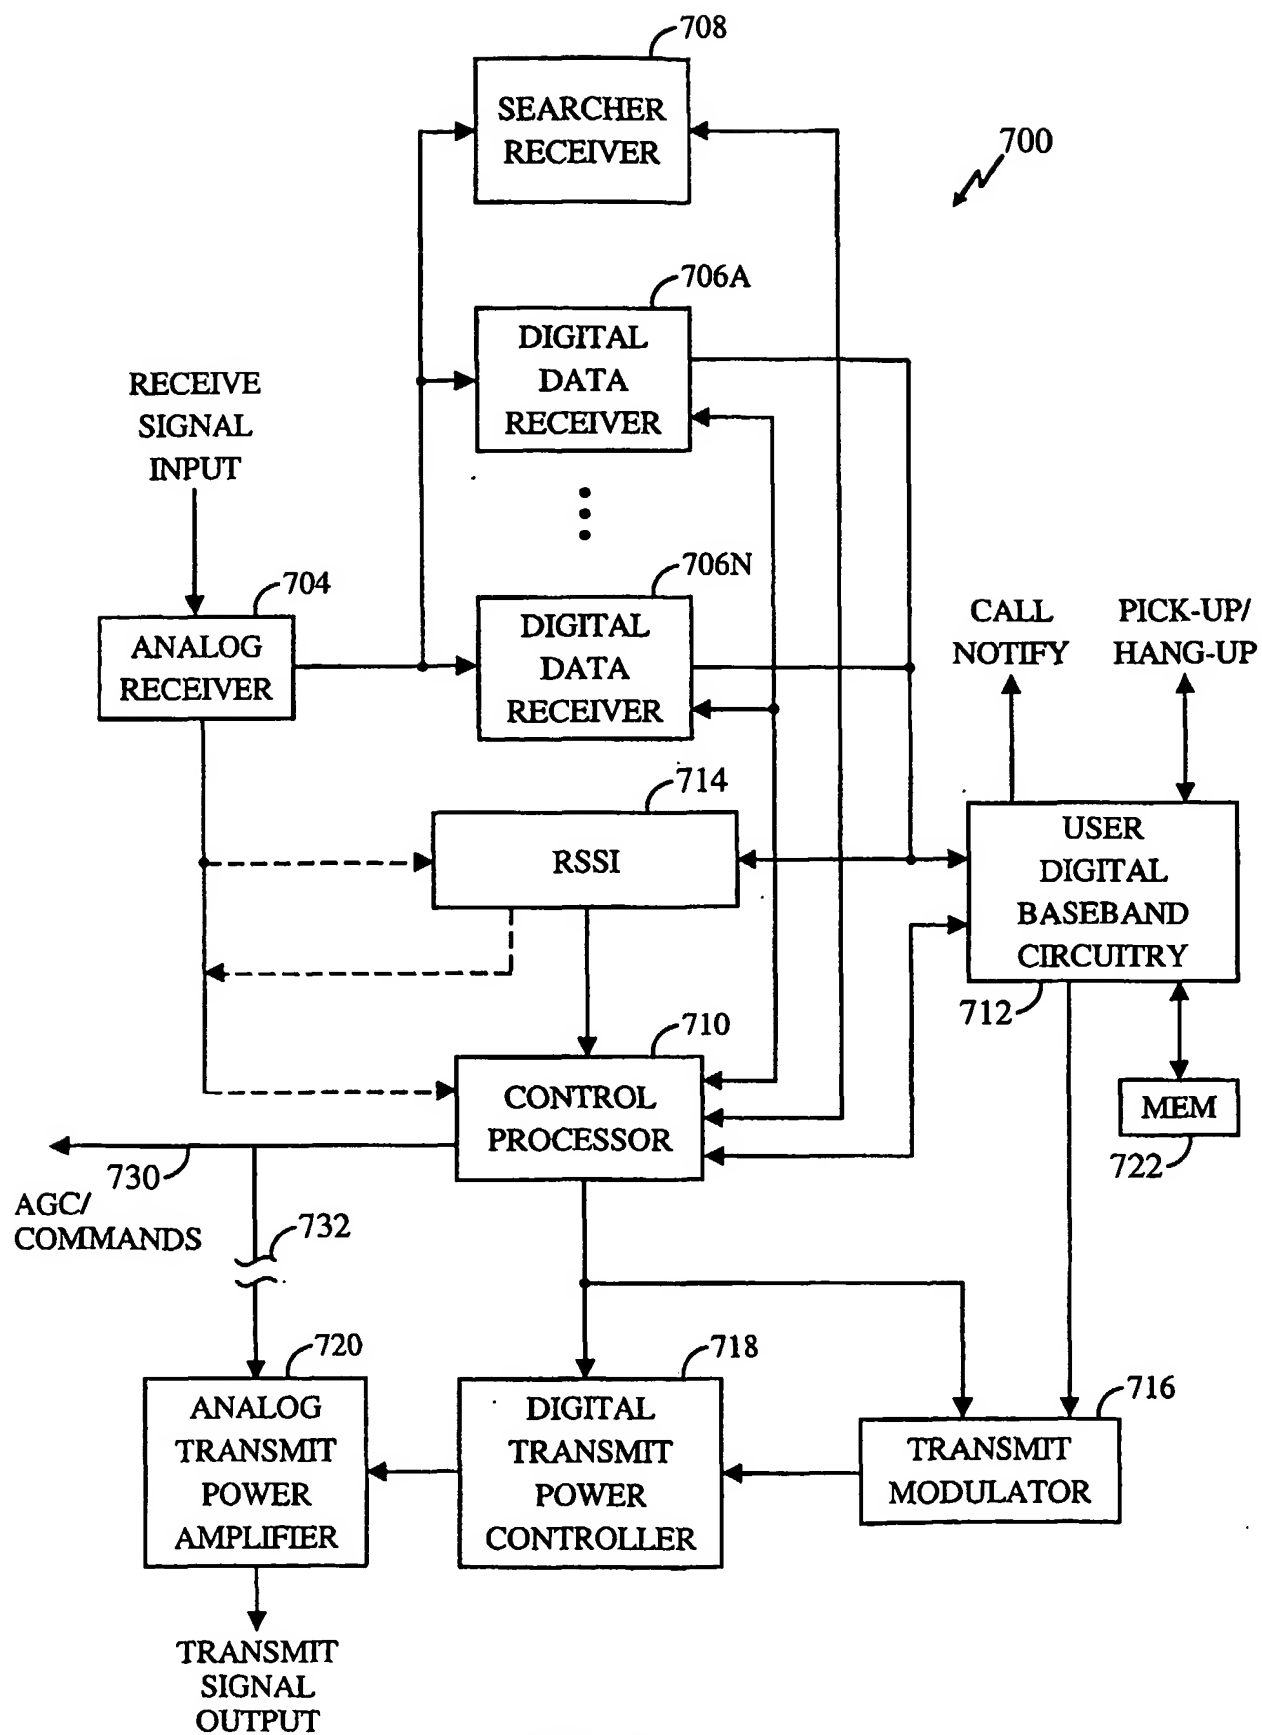 708
SEARCHER
RECEIVER
700
706A
DIGITAL
DATA
RECEIVER
RECEIVE
SIGNAL
INPUT
706N
704
ANALOG
RECEIVER
DIGITAL
DATA
RECEIVER
CALL
NOTIFY
PICK-UP/
HANG-UP
714
RSSI
USER
DIGITAL
BASEBAND
CIRCUITRY
712
710
CONTROL
PROCESSOR
MEM
722
730
AGC/
COMMANDS
732
720
ANALOG
TRANSMIT
POWER
AMPLIFIER
718
DIGITAL
TRANSMIT
POWER
CONTROLLER
716
TRANSMIT
MODULATOR
TRANSMIT
SIGNAL
OUTPUT